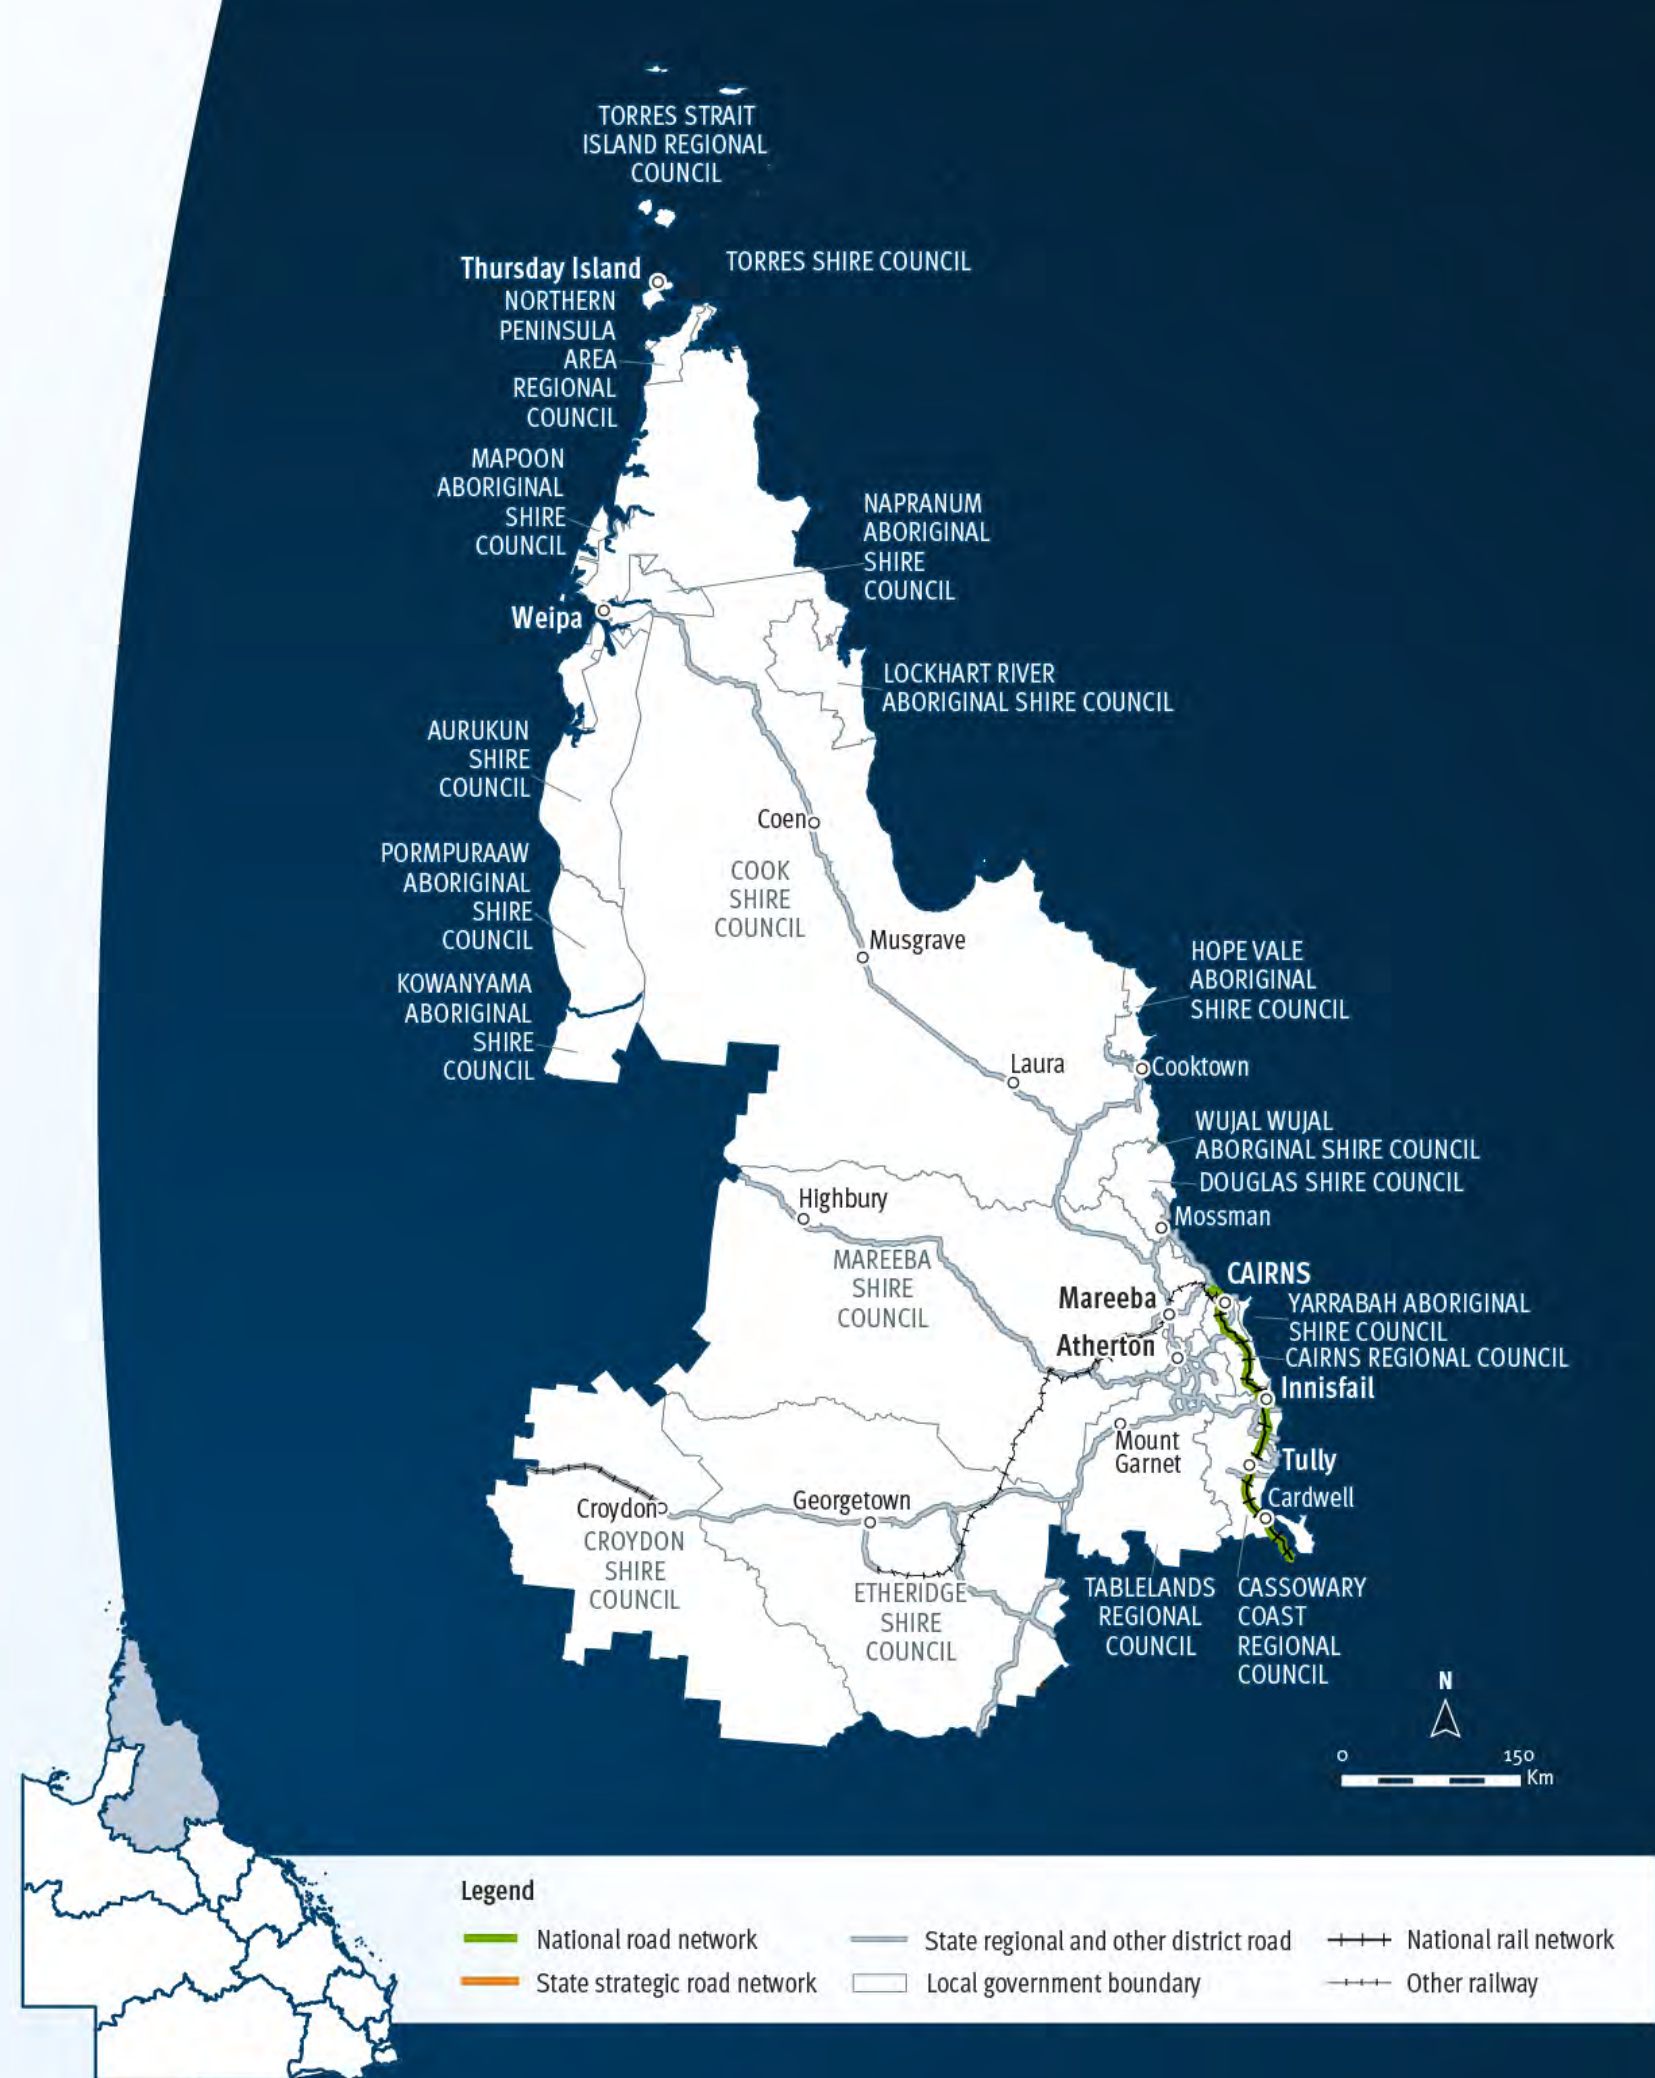 TORRES STRAIT
ISLAND REGIONAL
COUNCIL
Thursday Island
TORRES SHIRE COUNCIL
NORTHERN
PENINSULA
AREA
REGIONAL
COUNCIL
MAPOON
ABORIGINAL
SHIRE
COUNCIL
NAPRANUM
ABORIGINAL
SHIRE
COUNCIL
Weipa
LOCKHART RIVER
ABORIGINAL SHIRE COUNCIL
AURUKUN
SHIRE
COUNCIL
Coen
PORMPURAAW
ABORIGINAL
SHIRE
COUNCIL
COOK
SHIRE
COUNCIL
Musgrave
KOWANYAMA
ABORIGINAL
SHIRE
COUNCIL
HOPE VALE
ABORIGINAL
SHIRE COUNCIL
Laura
Cooktown
WUJAL WUJAL
ABORGINAL SHIRE COUNCIL
DOUGLAS SHIRE COUNCIL
Highbury
Mossman
MAREEBA
SHIRE
COUNCIL
CAIRNS
Mareeba
YARRABAH ABORIGINAL
SHIRE COUNCIL
Atherton
CAIRNS REGIONAL COUNCIL
Innisfail
Mount
Garnet
Tully
Cardwell
Croydon
Georgetown
CROYDON
SHIRE
COUNCIL
ETHERIDGE
SHIRE
COUNCIL
TABLELANDS
REGIONAL
COUNCIL
CASSOWARY
COAST
REGIONAL
COUNCIL
N
0 150
Km
Legend
National road network
State strategic road network
State regional and other district road
Local government boundary
National rail network
Other railway